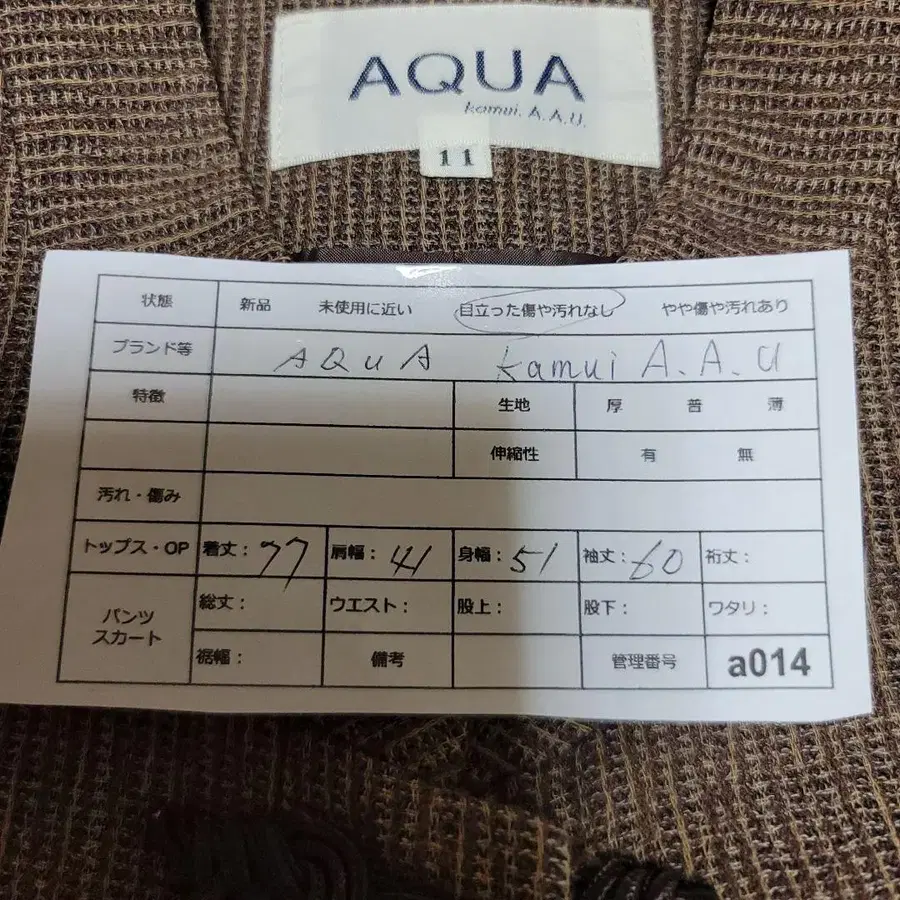 AQUA
kamui. A.A.U.
11
状態 新品 未使用に近い 目立った傷や汚れなし やや傷や汚れあり
ブランド等 AQUA kamui A.A.U
特徴 生地 厚 普 薄
伸縮性 有 無
汚れ・傷み
トップス・OP 着丈：77 肩幅：41 身幅：51 袖丈：60 裄丈：
パンツ スカート 総丈： ウエスト： 股上： 股下： ワタリ：
裾幅： 備考 管理番号 a014